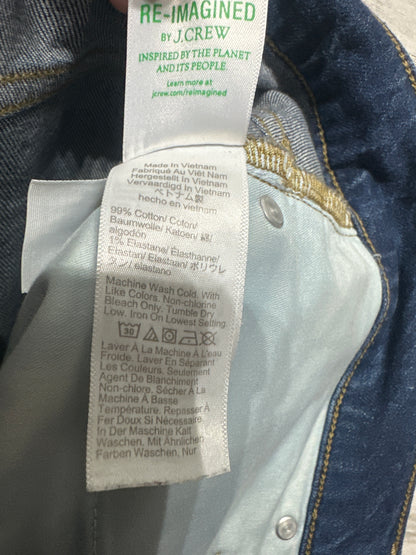 RE-IMAGINED
BY J.CREW
INSPIRED BY THE PLANET
AND ITS PEOPLE.
Learn more at
jcrew.com/reimagined
Made In Vietnam
Fabriqué Au Viêt Nam
Hergestellt In Vietnam
Vervaardigd In Vietnam
ベトナム製
hecho en vietnam
99% Cotton/ Coton/
Baumwolle/ Katoen/ 綿/
algodón
1% Elastane/ Élasthanne/
Elastan/ Elastaan/ ポリウレ
タン/ elastano
Machine Wash Cold. With
Like Colors. Non-chlorine
Bleach Only. Tumble Dry
Low. Iron On Lowest Setting
30
Laver À La Machine À L'eau
Froide. Laver En Séparant
Les Couleurs. Seulement
Agent De Blanchiment
Non-chlore. Sécher À La
Machine À Basse
Température. Repasser À
Fer Doux Si Nécessaire
In Der Maschine Kalt
Waschen. Mit Ähnlichen
Farben Waschen, Nur